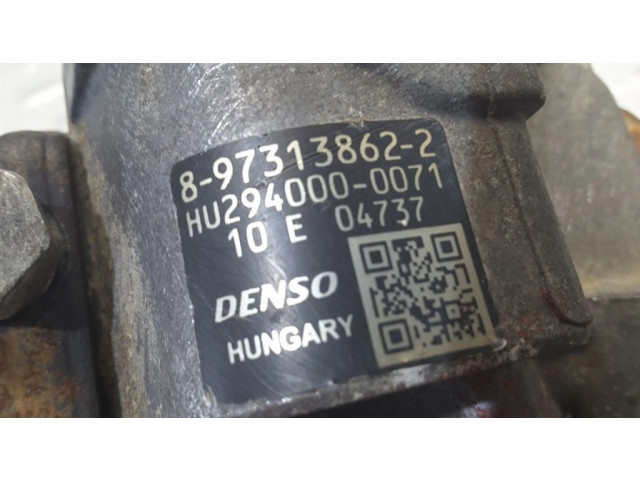 8-97313862-2
HU294000-0071
10 E 04737
DENSO
HUNGARY